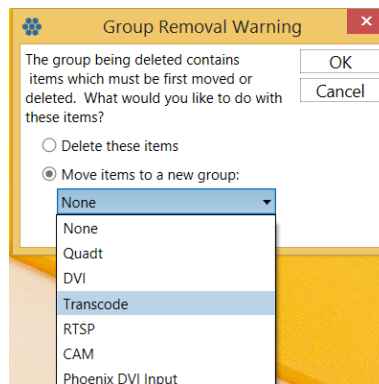 Group Removal Warning
The group being deleted contains
items which must be first moved or
deleted. What would you like to do with
these items?
OK
Cancel
Delete these items
Move items to a new group:
None
None
Quadt
DVI
Transcode
RTSP
CAM
Phoenix DVI Input